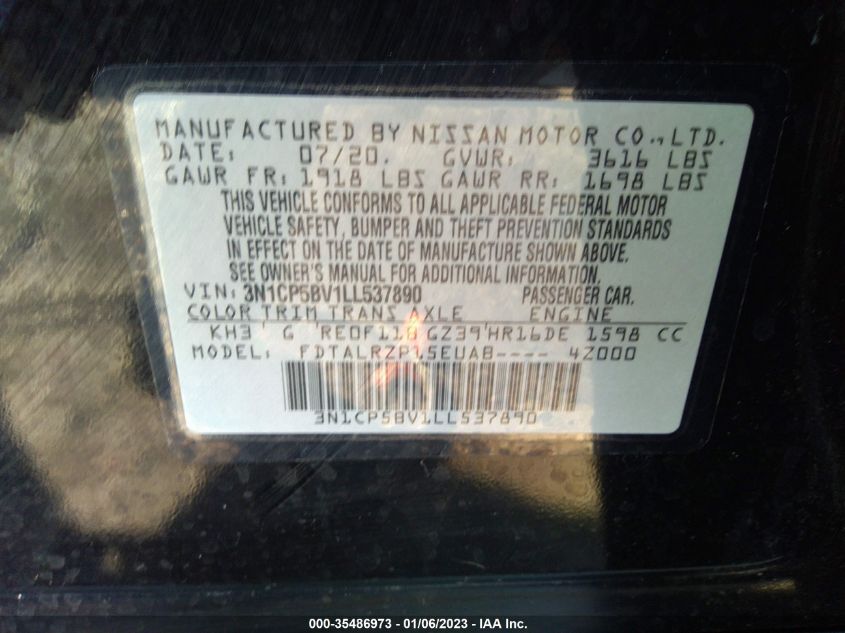 MANUFACTURED BY NISSAN MOTOR CO.,LTD.
DATE: 07/20. GVWR: 3616 LBS
GAWR FR: 1918 LBS GAWR RR: 1698 LBS
THIS VEHICLE CONFORMS TO ALL APPLICABLE FEDERAL MOTOR
VEHICLE SAFETY, BUMPER AND THEFT PREVENTION STANDARDS
IN EFFECT ON THE DATE OF MANUFACTURE SHOWN ABOVE.
SEE OWNER'S MANUAL FOR ADDITIONAL INFORMATION
VIN: 3N1CP5BV1LL537890 PASSENGER CAR.
COLOR TRIM TRANS AXLE ENGINE
KH3 G RE0F11B GZ39 HR16DE 1598 CC
MODEL: FDTALRZP15EUAB---- 4Z000
3N1CP5BV1LL537890
000-35486973 - 01/06/2023 - IAA Inc.